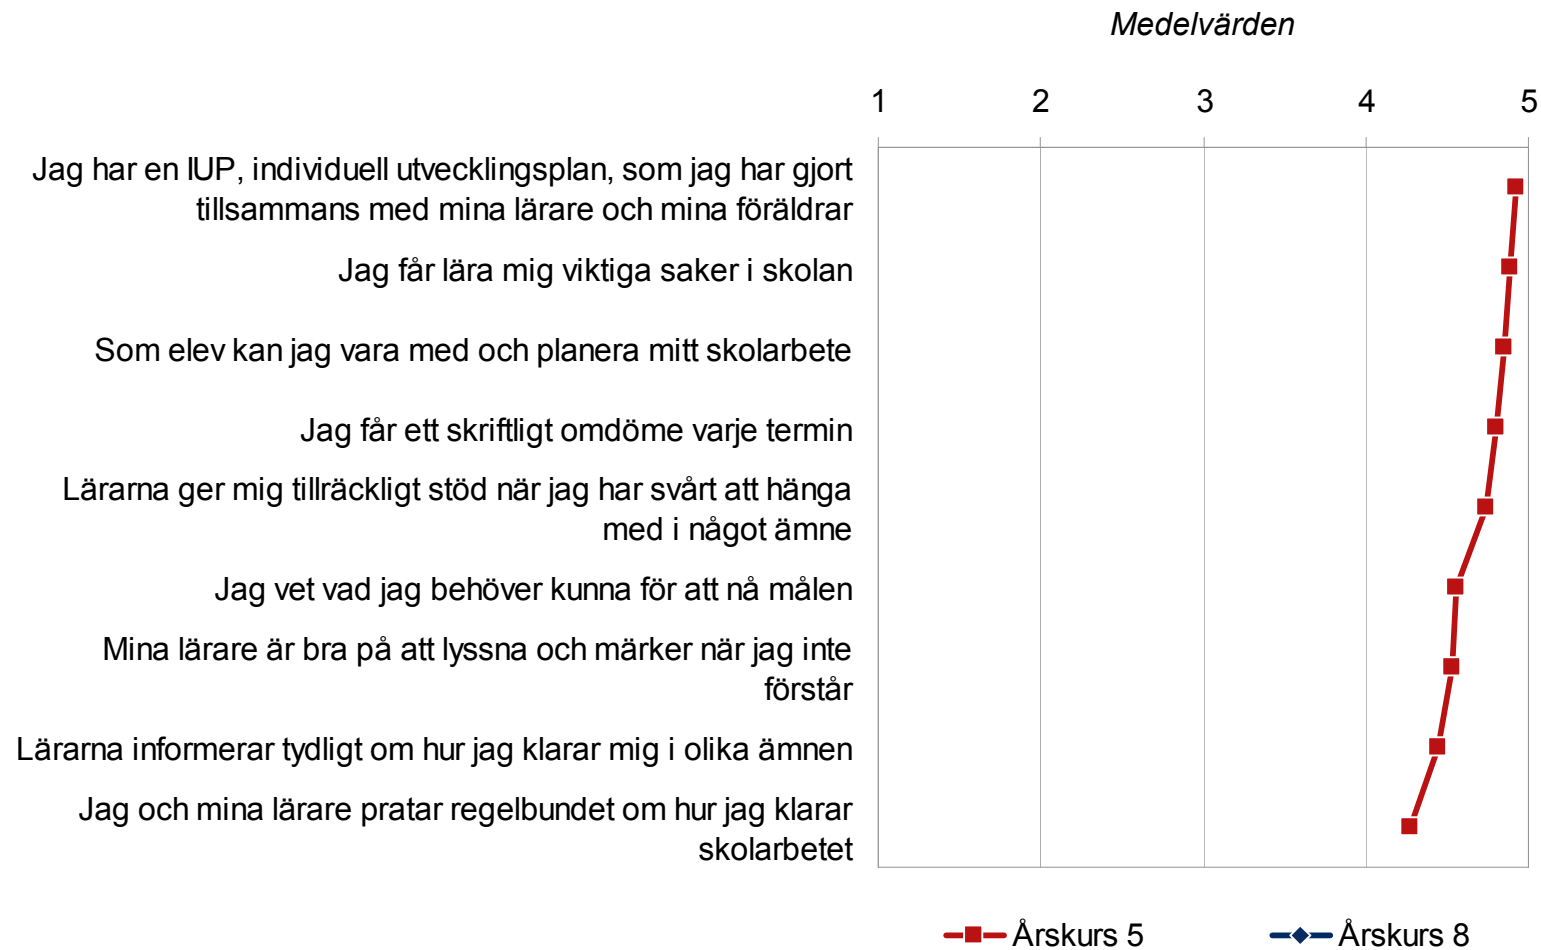 Medelvärden
1 2 3 4 5
Jag har en IUP, individuell utvecklingsplan, som jag har gjort
tillsammans med mina lärare och mina föräldrar
Jag får lära mig viktiga saker i skolan
Som elev kan jag vara med och planera mitt skolarbete
Jag får ett skriftligt omdöme varje termin
Lärarna ger mig tillräckligt stöd när jag har svårt att hänga
med i något ämne
Jag vet vad jag behöver kunna för att nå målen
Mina lärare är bra på att lyssna och märker när jag inte
förstår
Lärarna informerar tydligt om hur jag klarar mig i olika ämnen
Jag och mina lärare pratar regelbundet om hur jag klarar
skolarbetet
Årskurs 5 Årskurs 8